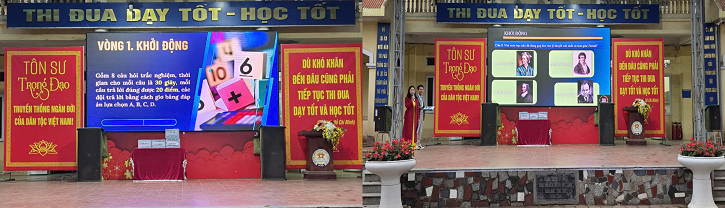 THI ĐUA DẠY TỐT - HỌC TỐT
TÔN SƯ
Trọng Đạo
TRUYỀN THỐNG NGÀN ĐỜI
CỦA DÂN TỘC VIỆT NAM!
VÒNG 1. KHỞI ĐỘNG
Gồm 8 câu hỏi trắc nghiệm, thời
gian cho mỗi câu là 30 giây, mỗi
câu trả lời đúng được 20 điểm, các
đội trả lời bằng cách giơ bảng đáp
án lựa chọn A, B, C, D.
4
6
DÙ KHÓ KHĂN
ĐẾN ĐÂU CŨNG PHẢI
TIẾP TỤC THI ĐUA
DẠY TỐT VÀ HỌC TỐT
THI ĐUA DẠY TỐT - HỌC TỐT
TÔN SƯ
Trọng Đạo
TRUYỀN THỐNG NGÀN ĐỜI
CỦA DÂN TỘC VIỆT NAM!
KHỞI ĐỘNG
DÙ KHÓ KHĂN
ĐẾN ĐÂU CŨNG PHẢI
TIẾP TỤC THI ĐUA
DẠY TỐT VÀ HỌC TỐT